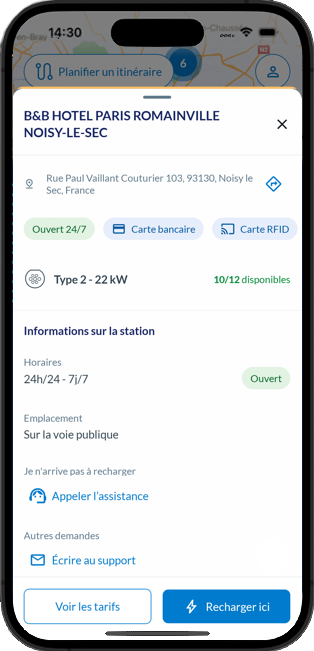 en-Bray
Chaussé
14:30
Planifier un itinéraire
6
B&B HOTEL PARIS ROMAINVILLE
NOISY-LE-SEC
Rue Paul Vaillant Couturier 103, 93130, Noisy le
Sec, France
Ouvert 24/7
Carte bancaire
Carte RFID
Type 2 - 22 kW
10/12 disponibles
Informations sur la station
Horaires
24h/24 - 7j/7
Ouvert
Emplacement
Sur la voie publique
Je n'arrive pas à recharger
Appeler l'assistance
Autres demandes
Écrire au support
Voir les tarifs
Recharger ici